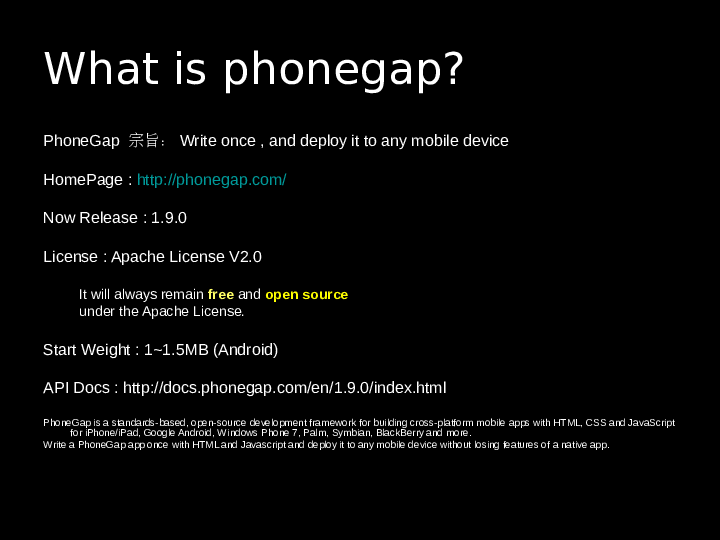 What is phonegap?
PhoneGap 宗旨： Write once , and deploy it to any mobile device
HomePage : http://phonegap.com/
Now Release : 1.9.0
License : Apache License V2.0
It will always remain free and open source
under the Apache License.
Start Weight : 1~1.5MB (Android)
API Docs : http://docs.phonegap.com/en/1.9.0/index.html
PhoneGap is a standards-based, open-source development framework for building cross-platform mobile apps with HTML, CSS and JavaScript
for iPhone/iPad, Google Android, Windows Phone 7, Palm, Symbian, BlackBerry and more.
Write a PhoneGap app once with HTML and Javascript and deploy it to any mobile device without losing features of a native app.